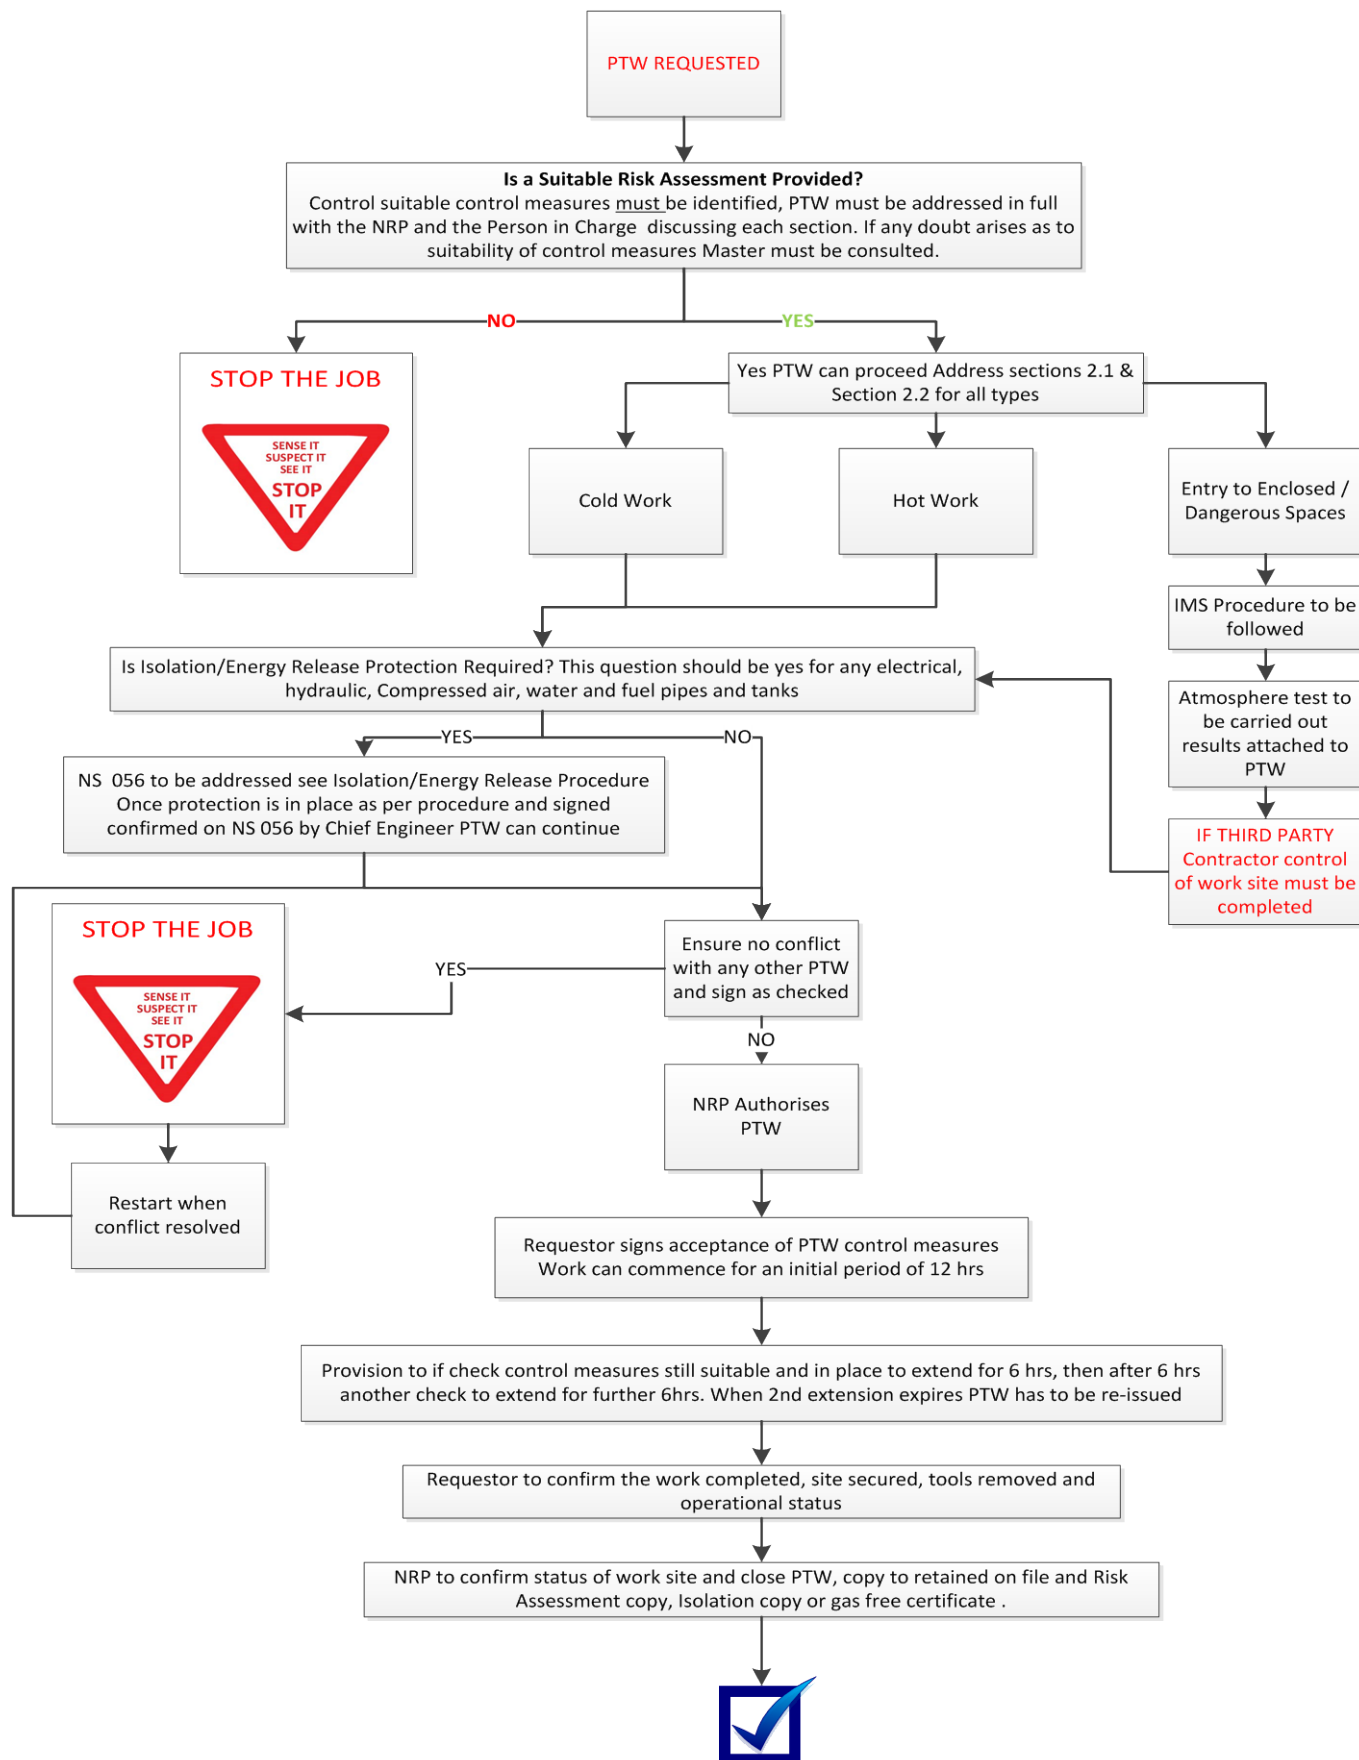 PTW REQUESTED
Is a Suitable Risk Assessment Provided?
Control suitable control measures must be identified, PTW must be addressed in full
with the NRP and the Person in Charge discussing each section. If any doubt arises as to
suitability of control measures Master must be consulted.
NO
YES
STOP THE JOB
SENSE IT
SUSPECT IT
SEE IT
STOP
IT
Yes PTW can proceed Address sections 2.1 &
Section 2.2 for all types
Cold Work
Hot Work
Entry to Enclosed /
Dangerous Spaces
IMS Procedure to be
followed
Atmosphere test to
be carried out
results attached to
PTW
IF THIRD PARTY
Contractor control
of work site must be
completed
Is Isolation/Energy Release Protection Required? This question should be yes for any electrical,
hydraulic, Compressed air, water and fuel pipes and tanks
YES
NO
NS 056 to be addressed see Isolation/Energy Release Procedure
Once protection is in place as per procedure and signed
confirmed on NS 056 by Chief Engineer PTW can continue
STOP THE JOB
SENSE IT
SUSPECT IT
SEE IT
STOP
IT
YES
Ensure no conflict
with any other PTW
and sign as checked
NO
NRP Authorises
PTW
Restart when
conflict resolved
Requestor signs acceptance of PTW control measures
Work can commence for an initial period of 12 hrs
Provision to if check control measures still suitable and in place to extend for 6 hrs, then after 6 hrs
another check to extend for further 6hrs. When 2nd extension expires PTW has to be re-issued
Requestor to confirm the work completed, site secured, tools removed and
operational status
NRP to confirm status of work site and close PTW, copy to retained on file and Risk
Assessment copy, Isolation copy or gas free certificate .